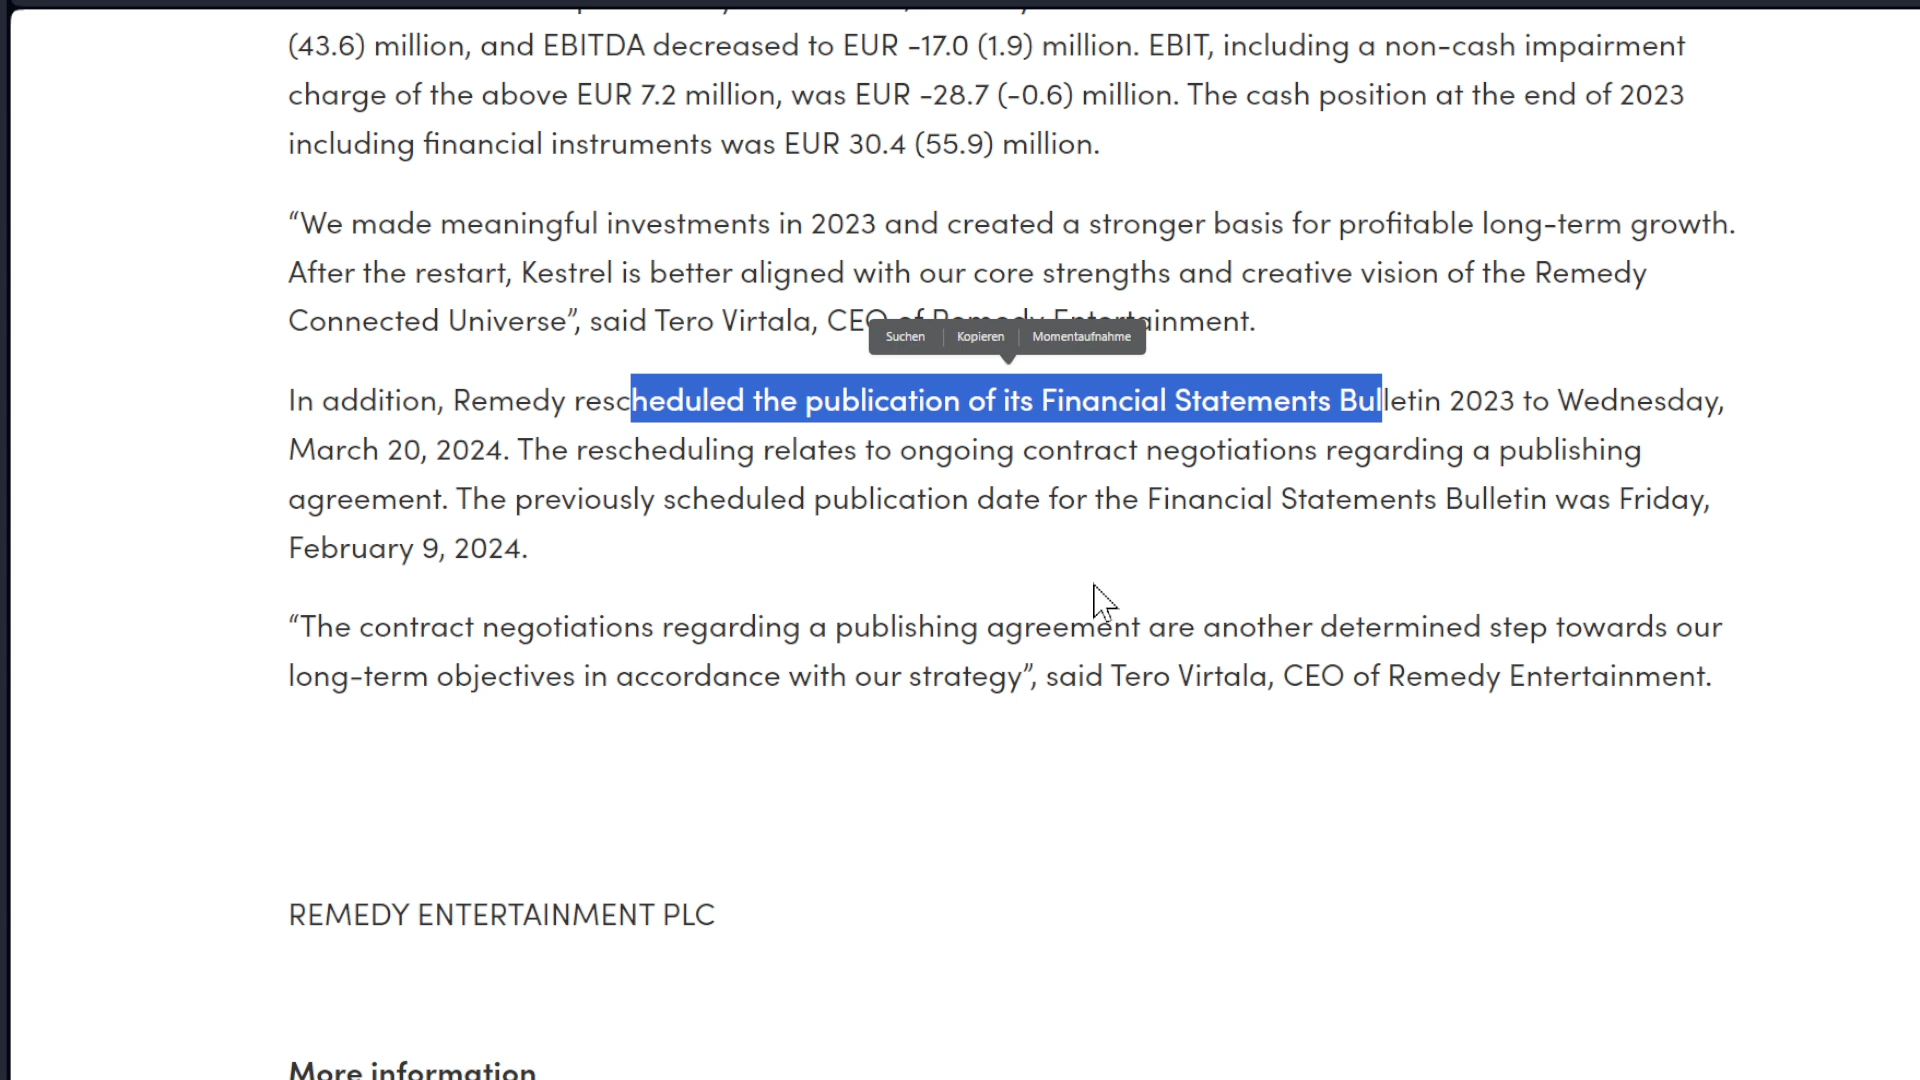 (43.6) million, and EBITDA decreased to EUR -17.0 (1.9) million. EBIT, including a non-cash impairment
charge of the above EUR 7.2 million, was EUR -28.7 (-0.6) million. The cash position at the end of 2023
including financial instruments was EUR 30.4 (55.9) million.
“We made meaningful investments in 2023 and created a stronger basis for profitable long-term growth.
After the restart, Kestrel is better aligned with our core strengths and creative vision of the Remedy
Connected Universe”, said Tero Virtala, CEO of Remedy Entertainment.
Suchen Kopieren Momentaufnahme
In addition, Remedy rescheduled the publication of its Financial Statements Bulletin 2023 to Wednesday,
March 20, 2024. The rescheduling relates to ongoing contract negotiations regarding a publishing
agreement. The previously scheduled publication date for the Financial Statements Bulletin was Friday,
February 9, 2024.
“The contract negotiations regarding a publishing agreement are another determined step towards our
long-term objectives in accordance with our strategy”, said Tero Virtala, CEO of Remedy Entertainment.
REMEDY ENTERTAINMENT PLC
More information